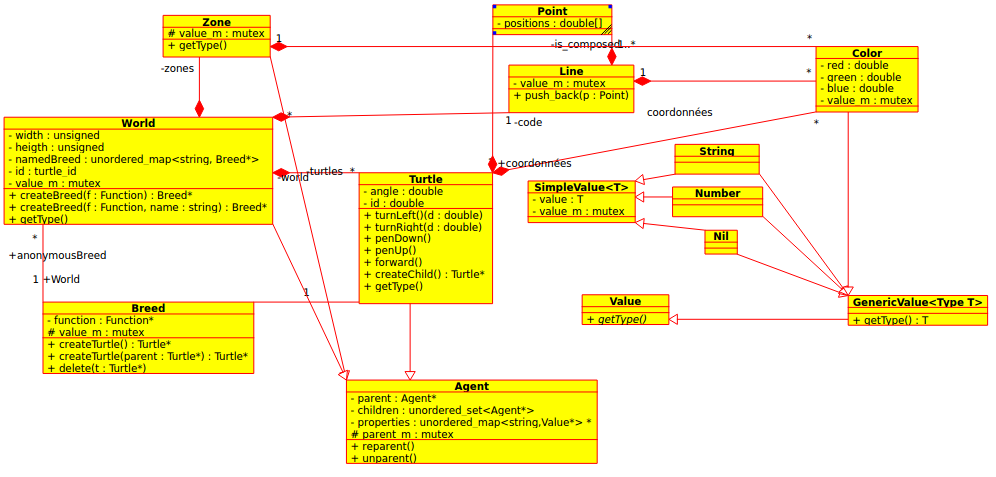 Zone
# value_m : mutex
+ getType()
Point
- positions : double[]
-is_composed
1..*
1
*
Color
- red : double
- green : double
- blue : double
- value_m : mutex
Line
- value_m : mutex
+ push_back(p : Point)
1
*
-zones
*
1
-code
coordonnées
*
World
- width : unsigned
- heigth : unsigned
- namedBreed : unordered_map<string, Breed*>
- id : turtle_id
- value_m : mutex
+ createBreed(f : Function) : Breed*
+ createBreed(f : Function, name : string) : Breed*
+ getType()
-world
-turtles
*
+coordonnées
Turtle
- angle : double
- id : double
+ turnLeft()(d : double)
+ turnRight(d : double)
+ penDown()
+ penUp()
+ forward()
+ createChild() : Turtle*
+ getType()
String
Number
Nil
SimpleValue<T>
- value : T
- value_m : mutex
*
+anonymousBreed
1
+World
1
Breed
- function : Function*
# value_m : mutex
+ createTurtle() : Turtle*
+ createTurtle(parent : Turtle*) : Turtle*
+ delete(t : Turtle*)
Value
+ getType()
GenericValue<Type T>
+ getType() : T
Agent
- parent : Agent*
- children : unordered_set<Agent*>
- properties : unordered_map<string,Value*> *
# parent_m : mutex
+ reparent()
+ unparent()